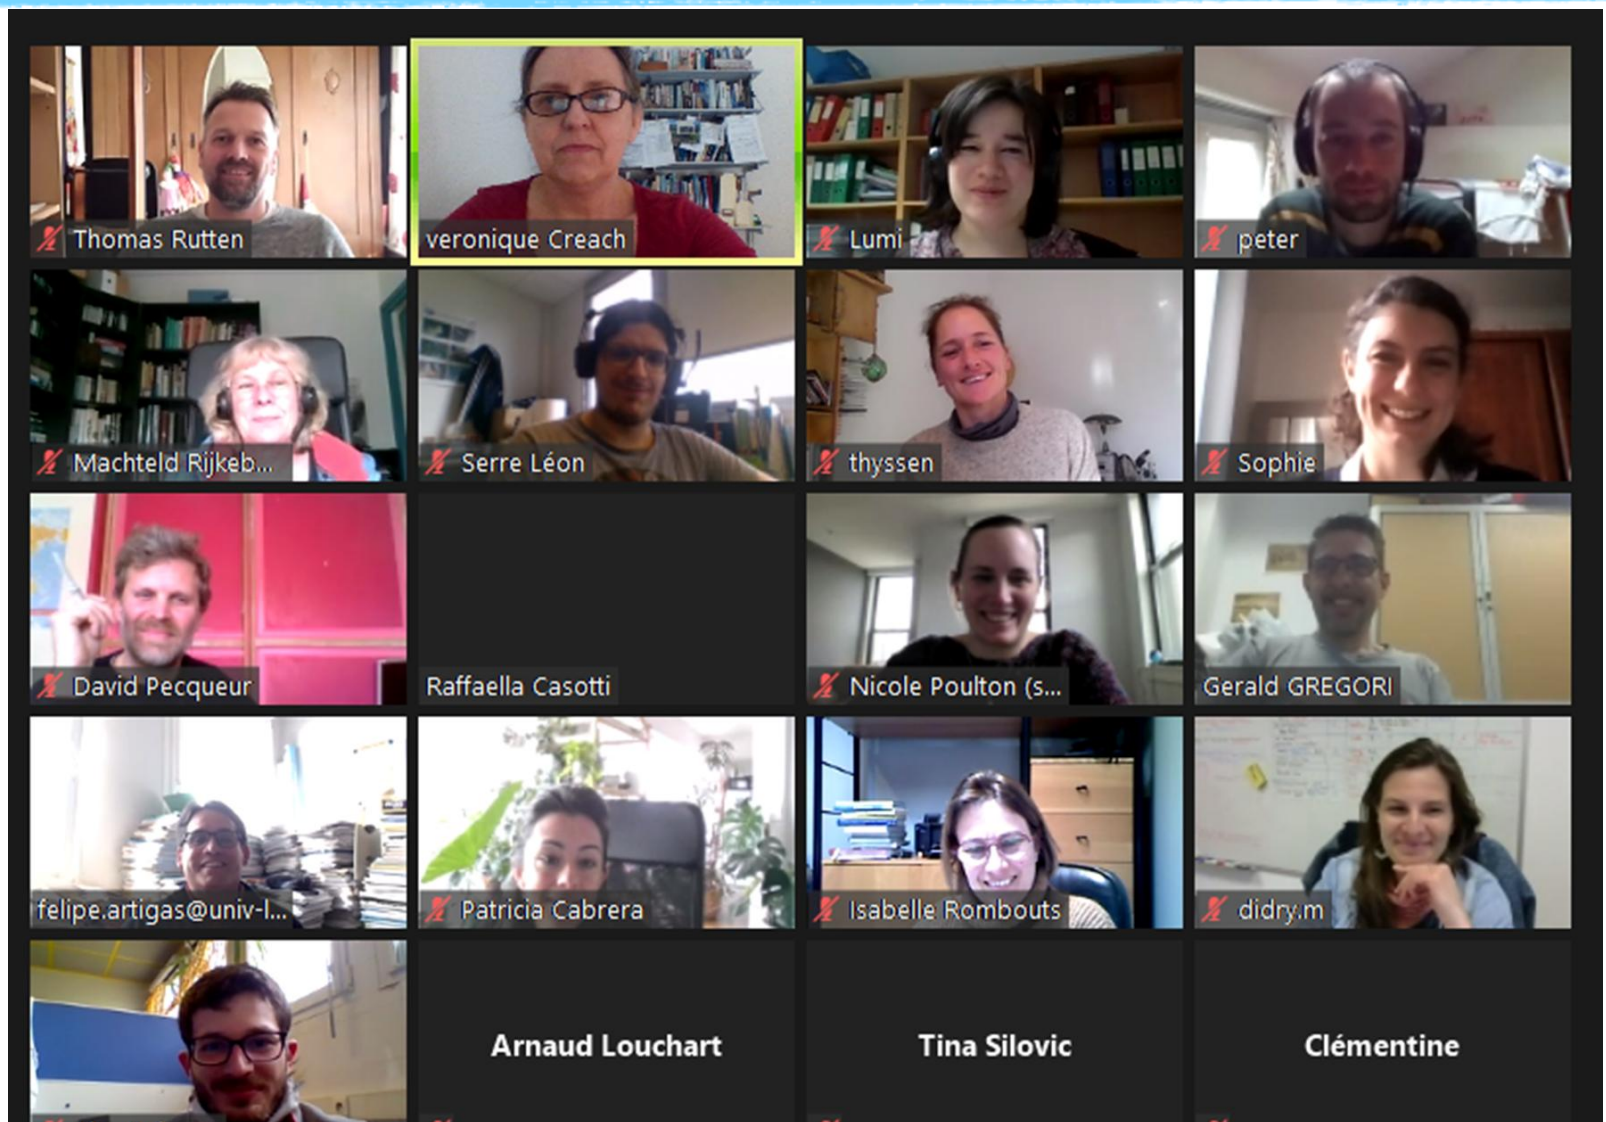 Thomas Rutten
veronique Creach
Lumi
peter
Machteld Rijkeb...
Serre Léon
thyssen
Sophie
David Pecqueur
Raffaella Casotti
Nicole Poulton (s...
Gerald GREGORI
felipe.artigas@univ-l...
Patricia Cabrera
Isabelle Rombouts
didry.m
Arnaud Louchart
Tina Silovic
Clémentine